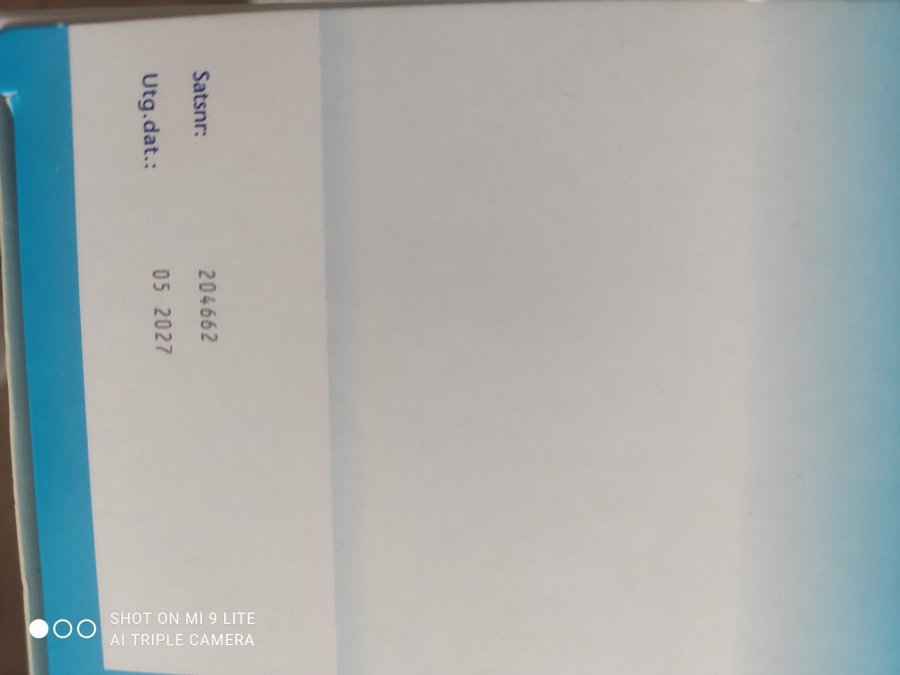 Satsnr: 204662
Utg.dat.: 05 2027
SHOT ON MI 9 LITE
AI TRIPLE CAMERA